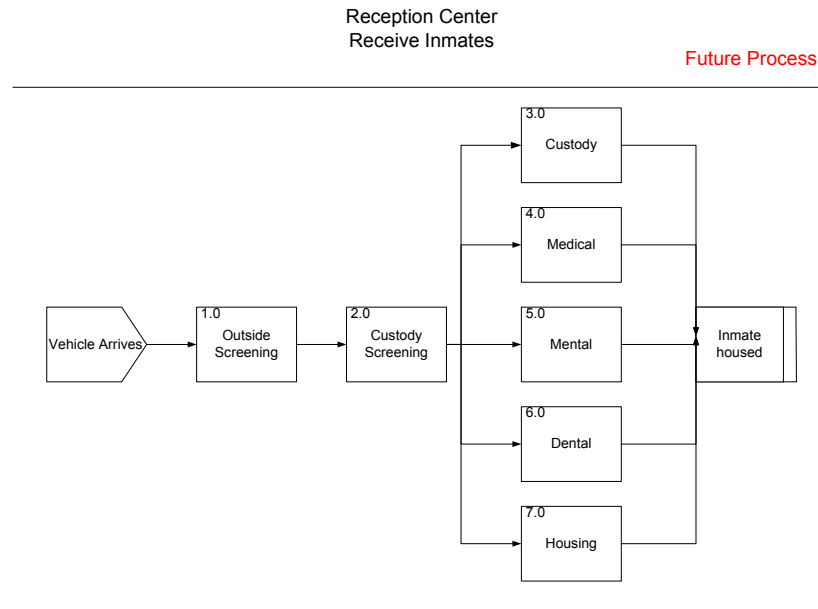 Reception Center
Receive Inmates
Future Process
3.0
Custody
4.0
Medical
Vehicle Arrives
1.0
Outside
Screening
2.0
Custody
Screening
5.0
Mental
Inmate
housed
6.0
Dental
7.0
Housing